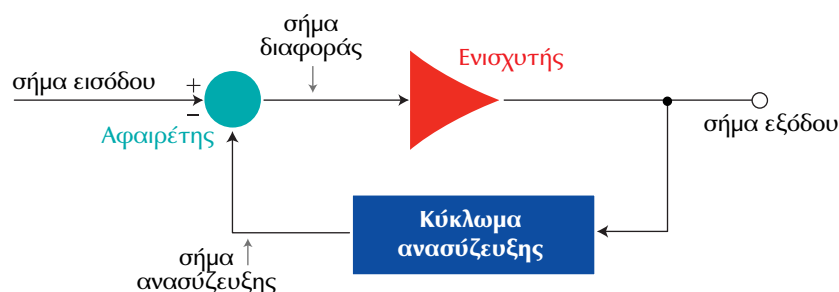 σήμα
διαφοράς
Ενισχυτής
σήμα εισόδου
+
−
Αφαιρέτης
σήμα εξόδου
Κύκλωμα
ανασύζευξης
σήμα
ανασύζευξης